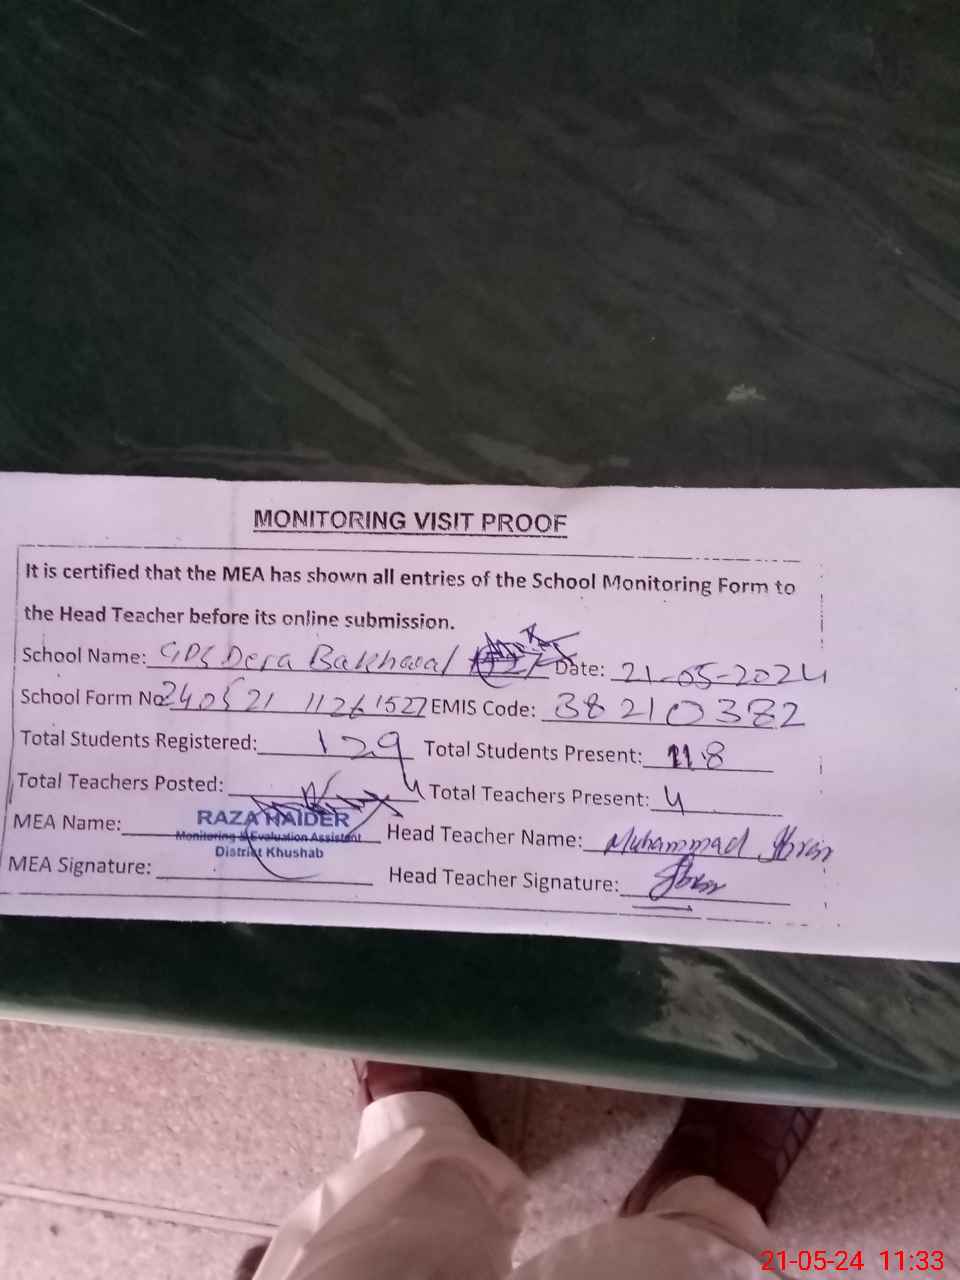 MONITORING VISIT PROOF
It is certified that the MEA has shown all entries of the School Monitoring Form to
the Head Teacher before its online submission.
School Name: GPS Dera Bakhawal Date: 21-05-2024
School Form No 240521 11261527 EMIS Code: 38210382
Total Students Registered: 129 Total Students Present: 118
Total Teachers Posted: 4 Total Teachers Present: 4
MEA Name: RAZA HAIDER Head Teacher Name: Muhammad
Monitoring & Evaluation Assistant
District Khushab
MEA Signature: Head Teacher Signature:
21-05-24 11:33